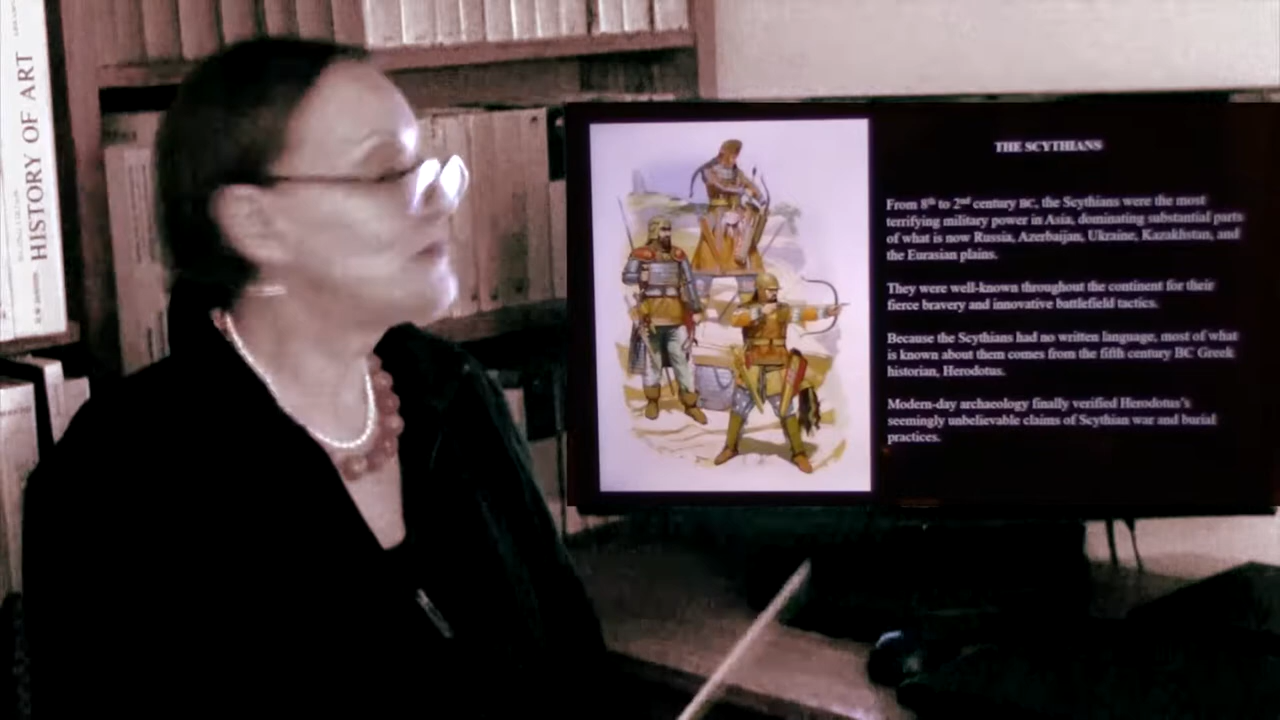 HISTORY OF ART
THE SCYTHIANS
From 8th to 2nd century BC, the Scythians were the most
terrifying military power in Asia, dominating substantial parts
of what is now Russia, Azerbaijan, Ukraine, Kazakhstan, and
the Eurasian plains.
They were well-known throughout the continent for their
fierce bravery and innovative battlefield tactics.
Because the Scythians had no written language, most of what
is known about them comes from the fifth century BC Greek
historian, Herodotus.
Modern-day archaeology finally verified Herodotus's
seemingly unbelievable claims of Scythian war and burial
practices.